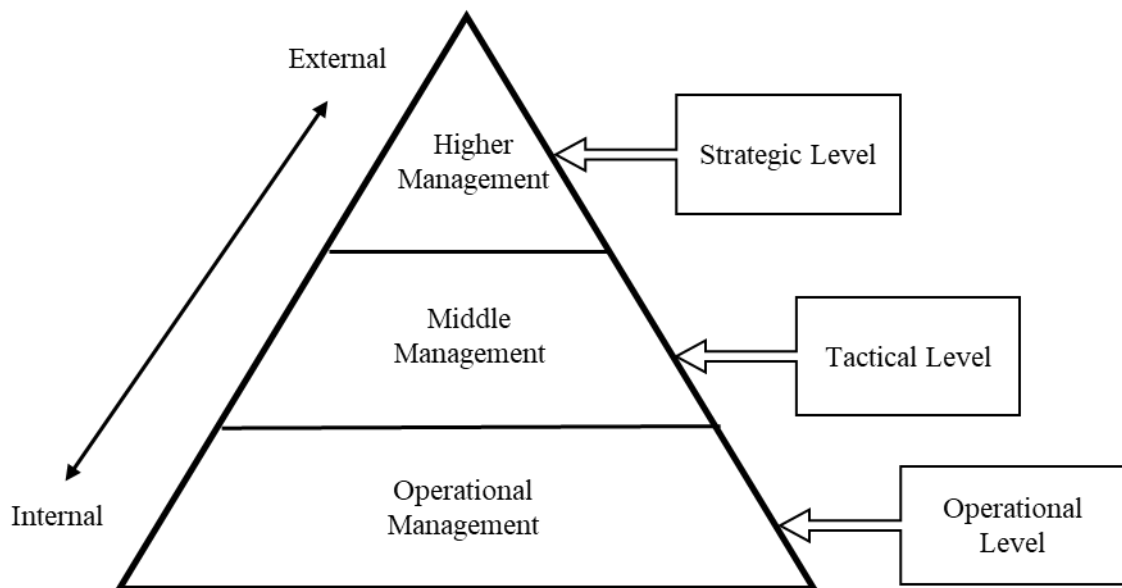 External
Higher
Management
Strategic Level
Middle
Management
Tactical Level
Internal
Operational
Management
Operational
Level